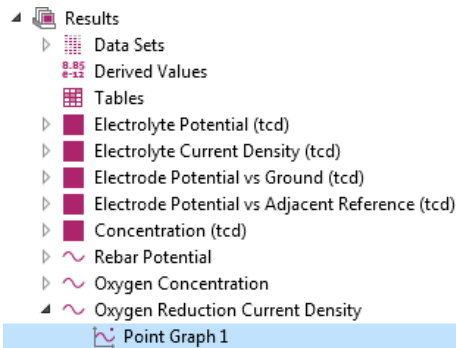 Results
Data Sets
8.85
e-12 Derived Values
Tables
Electrolyte Potential (tcd)
Electrolyte Current Density (tcd)
Electrode Potential vs Ground (tcd)
Electrode Potential vs Adjacent Reference (tcd)
Concentration (tcd)
Rebar Potential
Oxygen Concentration
Oxygen Reduction Current Density
Point Graph 1